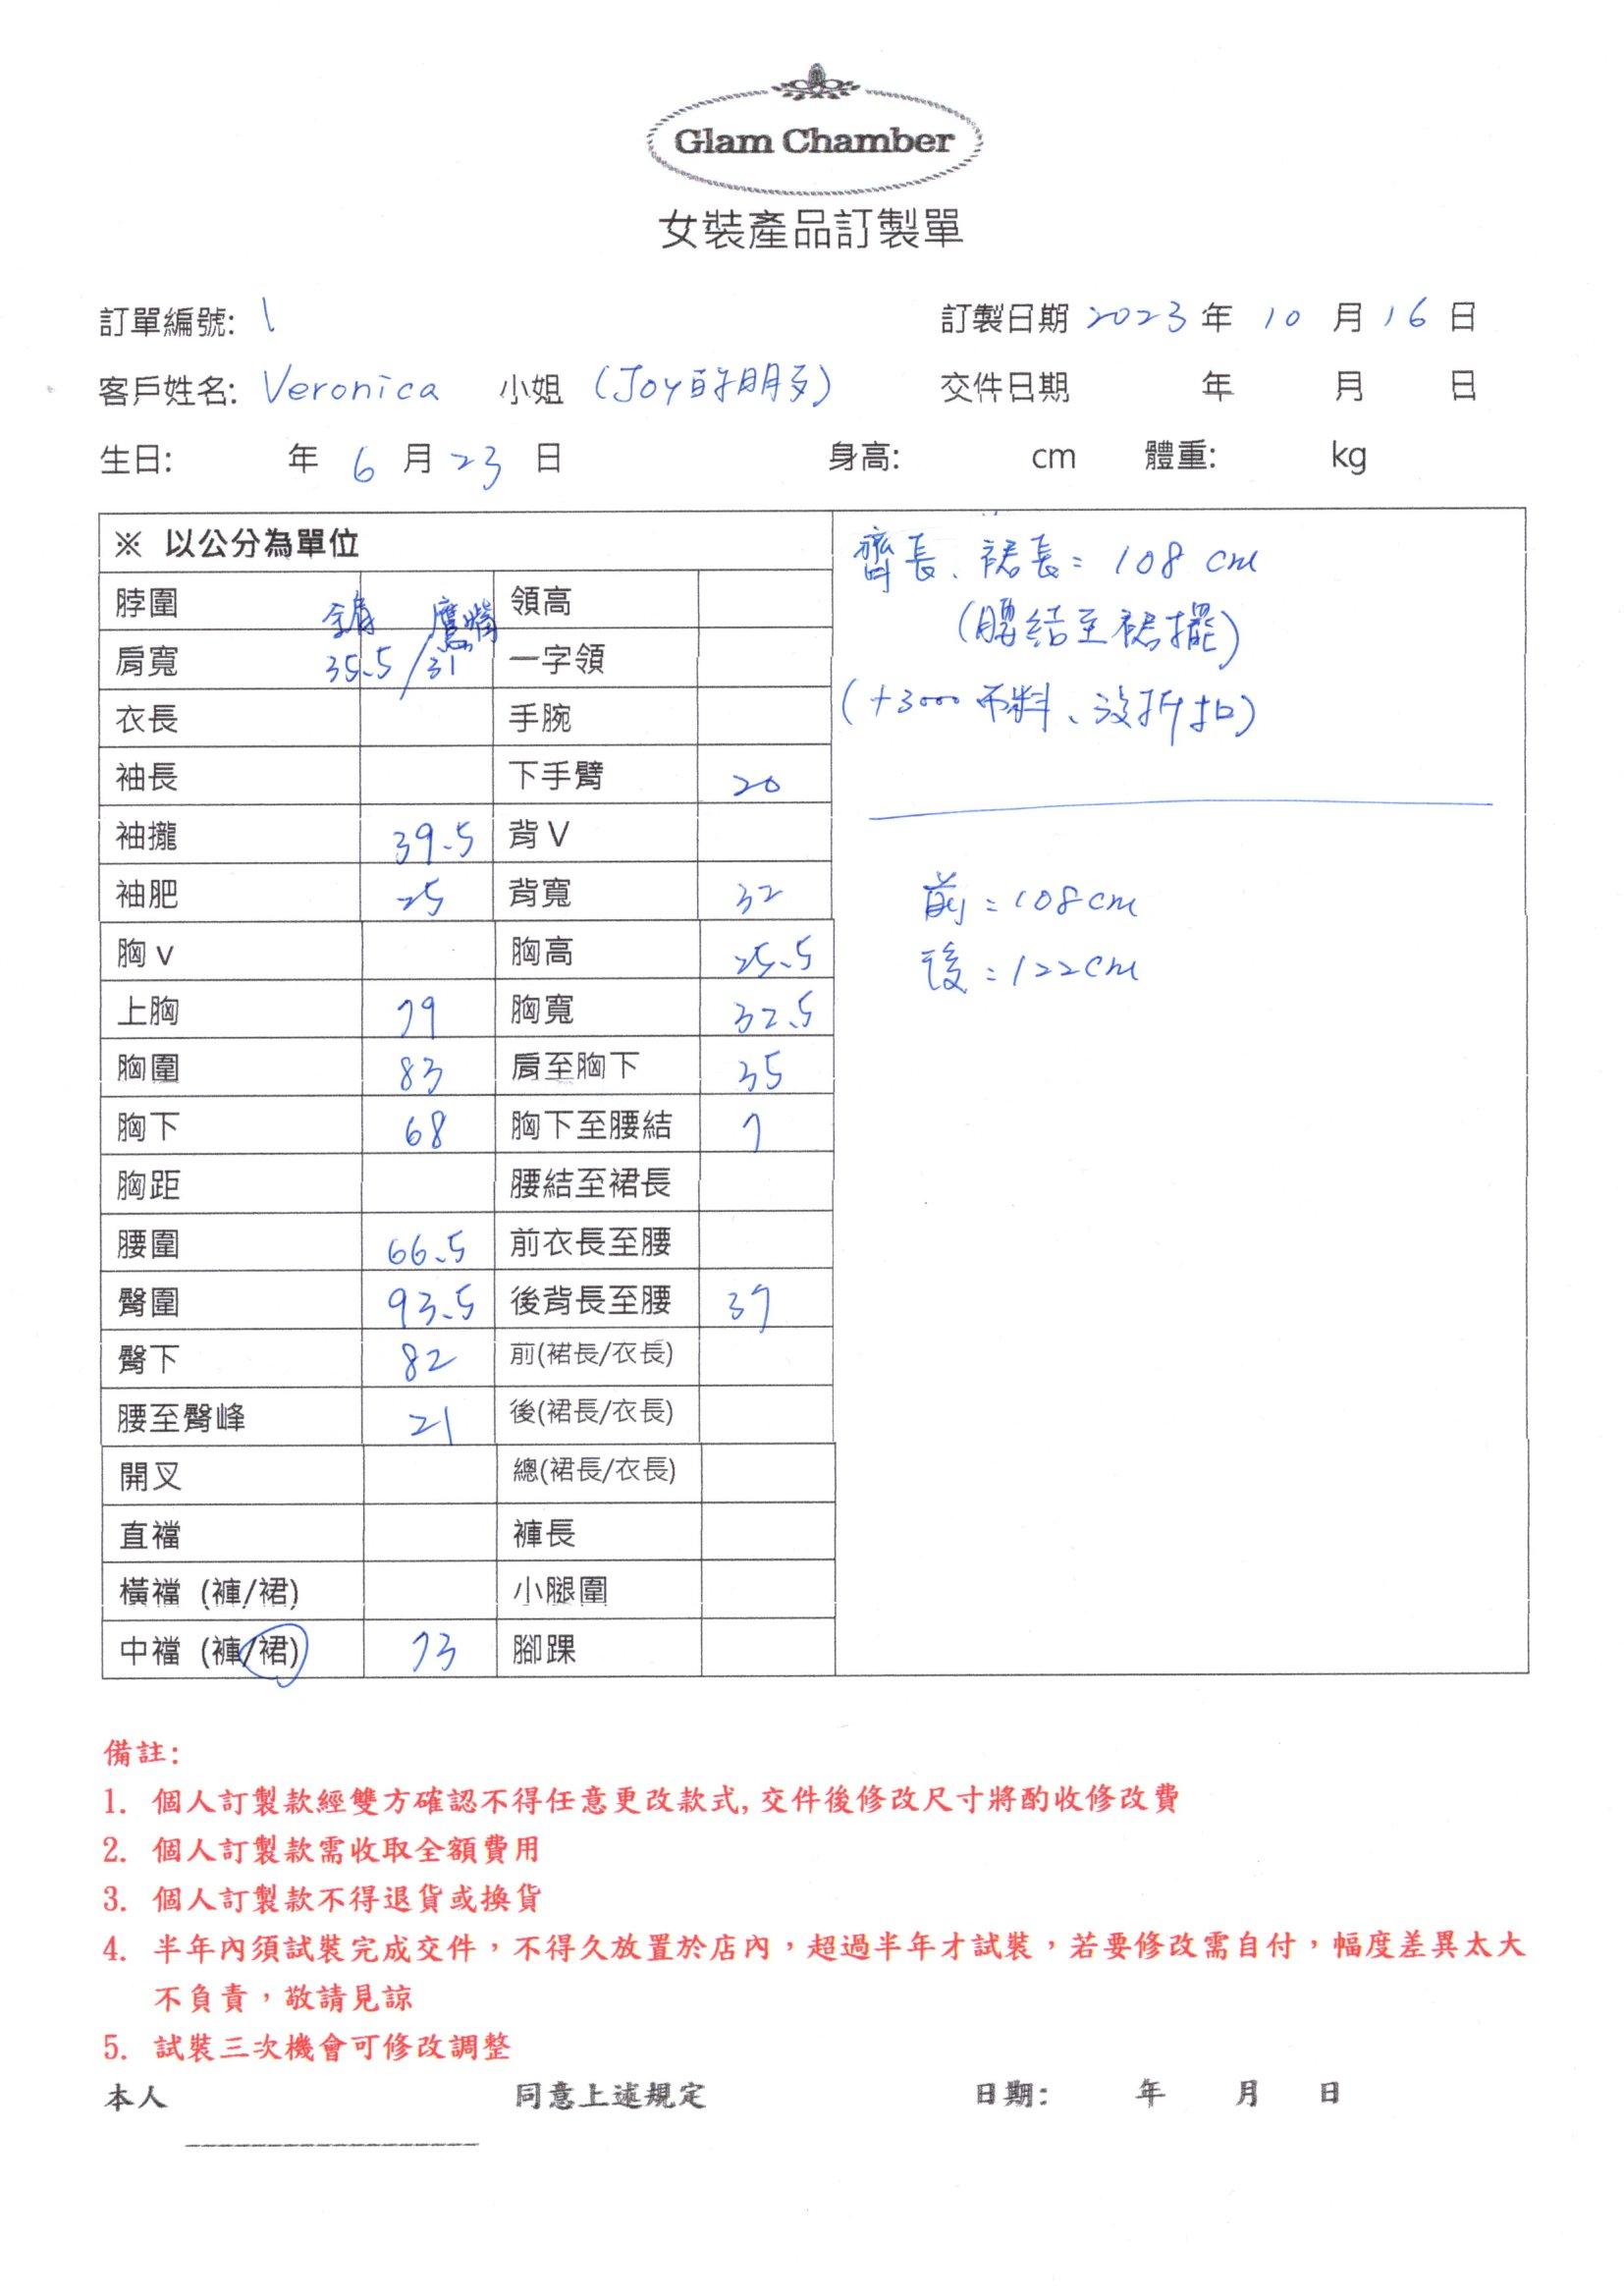 Glam Chamber
女裝產品訂製單
訂單編號: 1 訂製日期 2023 年 10 月 16 日
客戶姓名: Veronica 小姐 (Joy的朋友) 交件日期 年 月 日
生日: 年 6 月 23 日 身高: cm 體重: kg
※ 以公分為單位
脖圍 領高
全肩 鷹嘴
肩寬 35.5 / 31 一字領
衣長 手腕
袖長 下手臂 20
袖攏 39.5 背 V
袖肥 25 背寬 32
胸 v 胸高 25.5
上胸 79 胸寬 32.5
胸圍 83 肩至胸下 35
胸下 68 胸下至腰結 7
胸距 腰結至裙長
腰圍 66.5 前衣長至腰
臀圍 93.5 後背長至腰 37
臀下 82 前(裙長/衣長)
腰至臀峰 21 後(裙長/衣長)
開叉 總(裙長/衣長)
直襠 褲長
橫襠 (褲/裙) 小腿圍
中襠 (褲/裙) 73 腳踝
齊長、裙長: 108 cm
(腰結至裙擺)
(+3000 布料、沒折扣)
前: 108cm
後: 122cm
備註:
1. 個人訂製款經雙方確認不得任意更改款式, 交件後修改尺寸將酌收修改費
2. 個人訂製款需收取全額費用
3. 個人訂製款不得退貨或換貨
4. 半年內須試裝完成交件，不得久放置於店內，超過半年才試裝，若要修改需自付，幅度差異太大
不負責，敬請見諒
5. 試裝三次機會可修改調整
本人 同意上述規定 日期: 年 月 日